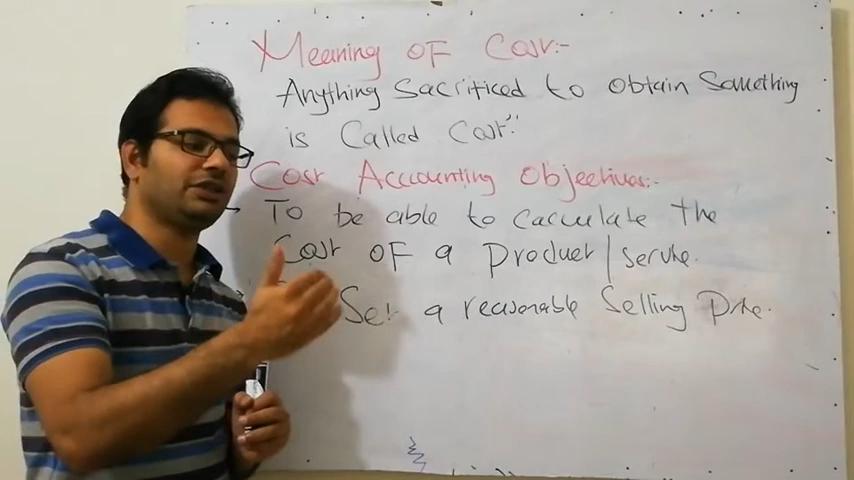 Meaning of Cost:-
Anything Sacrificed to obtain Something
is Called Cost."
Cost Accounting Objectives:-
→ To be able to calculate the
Cost of a Product/service.
Set a reasonable Selling Price.